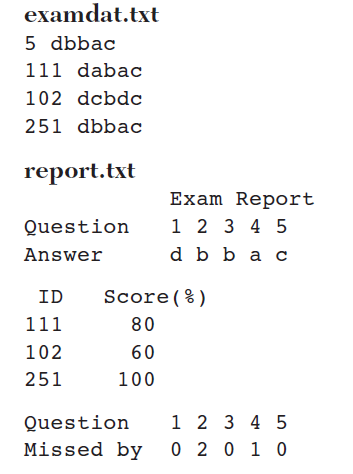 examdat.txt
5 dbbac
111 dabac
102 dcbdc
251 dbbac
report.txt
Exam Report
Question 1 2 3 4 5
Answer d b b a c
ID Score(%)
111 80
102 60
251 100
Question 1 2 3 4 5
Missed by 0 2 0 1 0